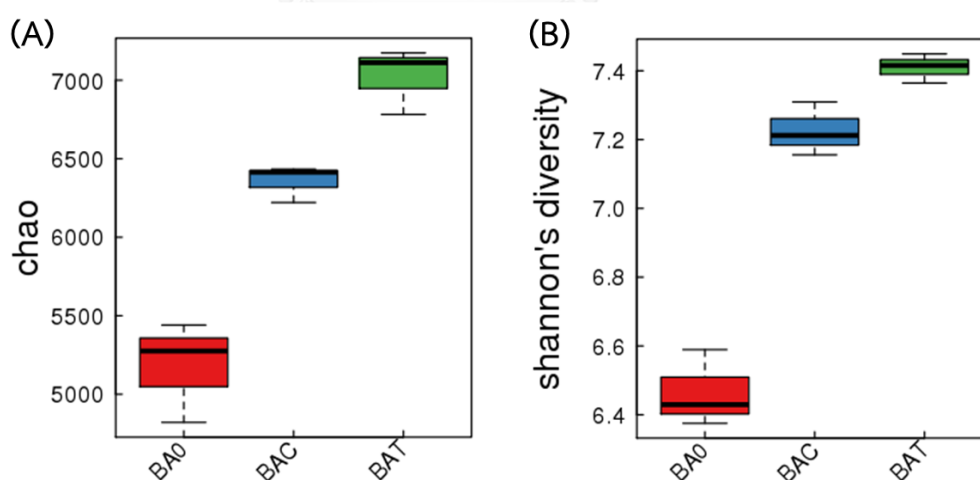 (A)
chao
7000
6500
6000
5500
5000
BA0
BAC
BAT
(B)
shannon's diversity
7.4
7.2
7.0
6.8
6.6
6.4
BA0
BAC
BAT